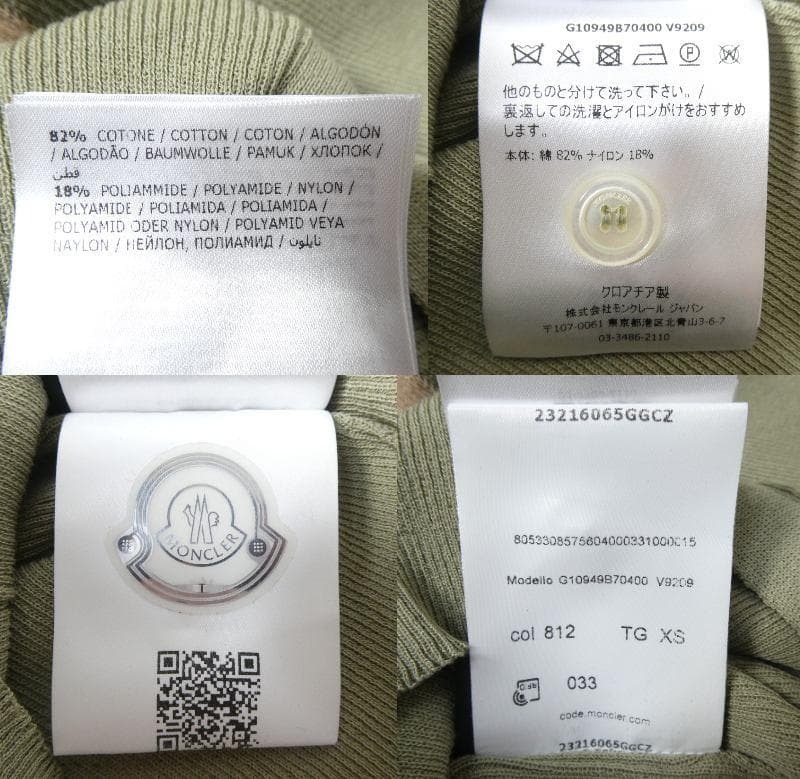 82% COTONE / COTTON / COTON / ALGODÓN
/ ALGODÃO / BAUMWOLLE / PAMUK / ХЛОПОК /
قطن
18% POLIAMMIDE / POLYAMIDE / NYLON /
POLYAMIDE / POLIAMIDA / POLIAMIDA /
POLYAMID ODER NYLON / POLYAMID VEYA
NAYLON / НЕЙЛОН, ПОЛИАМИД / نايلون
G10949B70400 V9209
他のものと分けて洗って下さい。/
裏返しての洗濯とアイロンがけをおすすめ
します。
本体: 綿 82% ナイロン 18%
MONCLER
クロアチア製
株式会社モンクレール ジャパン
〒107-0061 東京都港区北青山3-6-7
03-3486-2110
MONCLER
T
23216065GGCZ
8053308575604000331000015
Modello G10949B70400 V9209
col 812 TG XS
RFID
033
code.moncler.com
23216065GGCZ